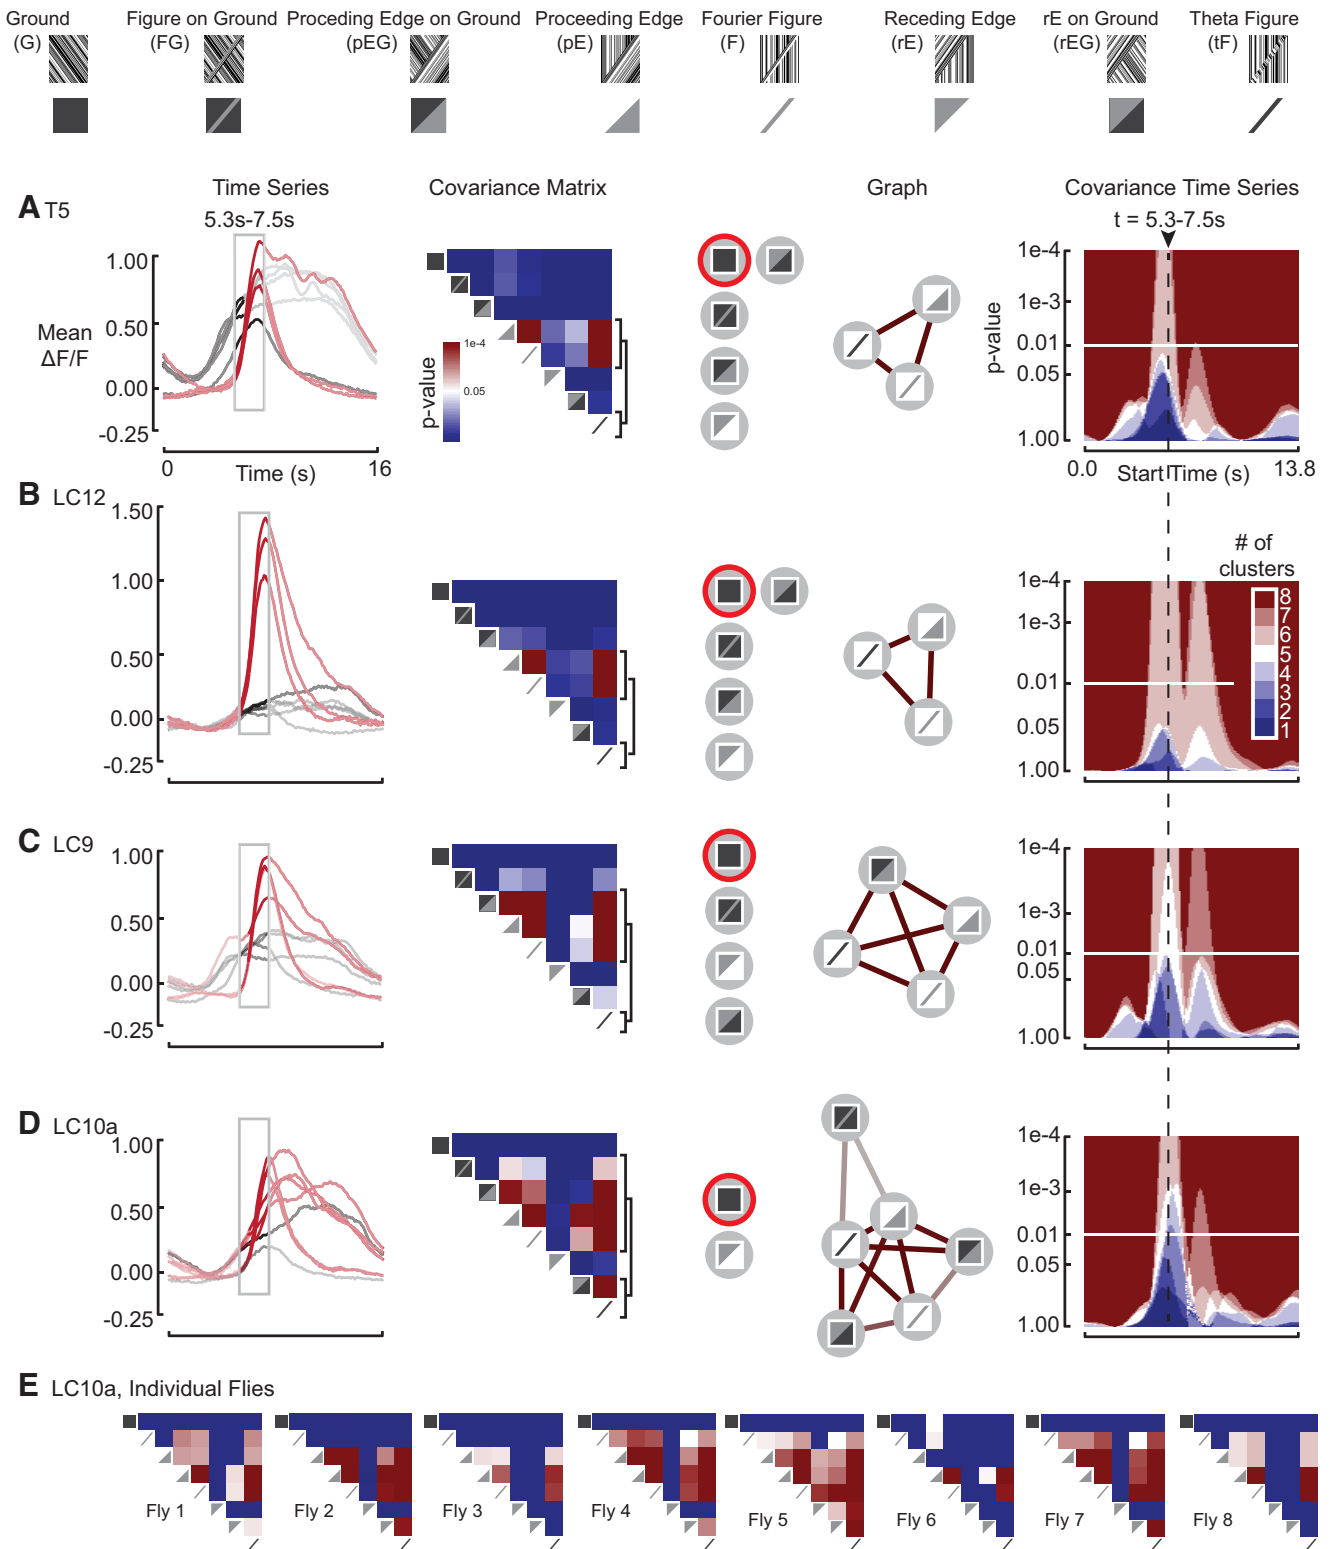 Ground
(G)
Figure on Ground
(FG)
Proceding Edge on Ground
(pEG)
Proceeding Edge
(pE)
Fourier Figure
(F)
Receding Edge
(rE)
rE on Ground
(rEG)
Theta Figure
(tF)
Time Series
Covariance Matrix
Graph
Covariance Time Series
A T5
5.3s-7.5s
t = 5.3-7.5s
1.00
0.50
0.00
-0.25
Mean
ΔF/F
0
16
Time (s)
p-value
1e-4
0.05
p-value
1e-4
1e-3
0.01
0.05
1.00
0.0
13.8
Start Time (s)
B LC12
1.50
1.00
0.50
0.00
-0.25
1e-4
1e-3
0.01
0.05
1.00
# of
clusters
8
7
6
5
4
3
2
1
C LC9
1.00
0.50
0.00
-0.25
1e-4
1e-3
0.01
0.05
1.00
D LC10a
1.00
0.50
0.00
-0.25
1e-4
1e-3
0.01
0.05
1.00
E LC10a, Individual Flies
Fly 1
Fly 2
Fly 3
Fly 4
Fly 5
Fly 6
Fly 7
Fly 8